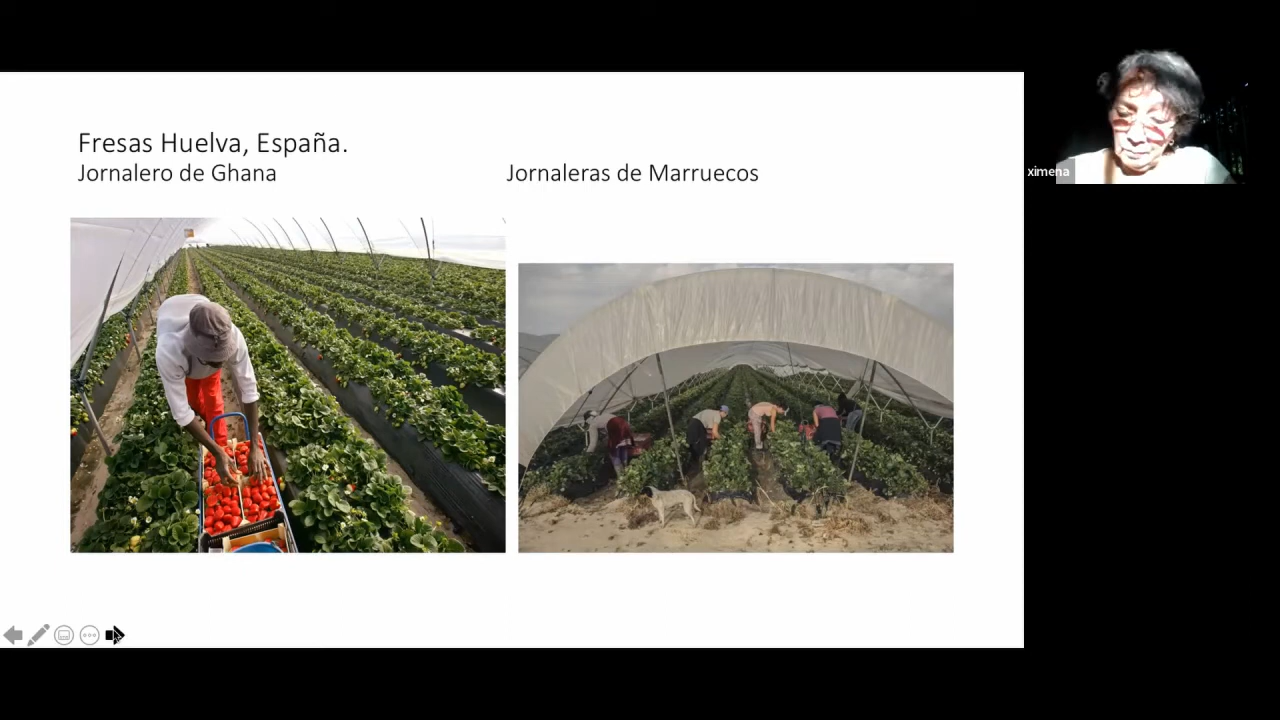 Fresas Huelva, España.
Jornalero de Ghana
Jornaleras de Marruecos
ximena